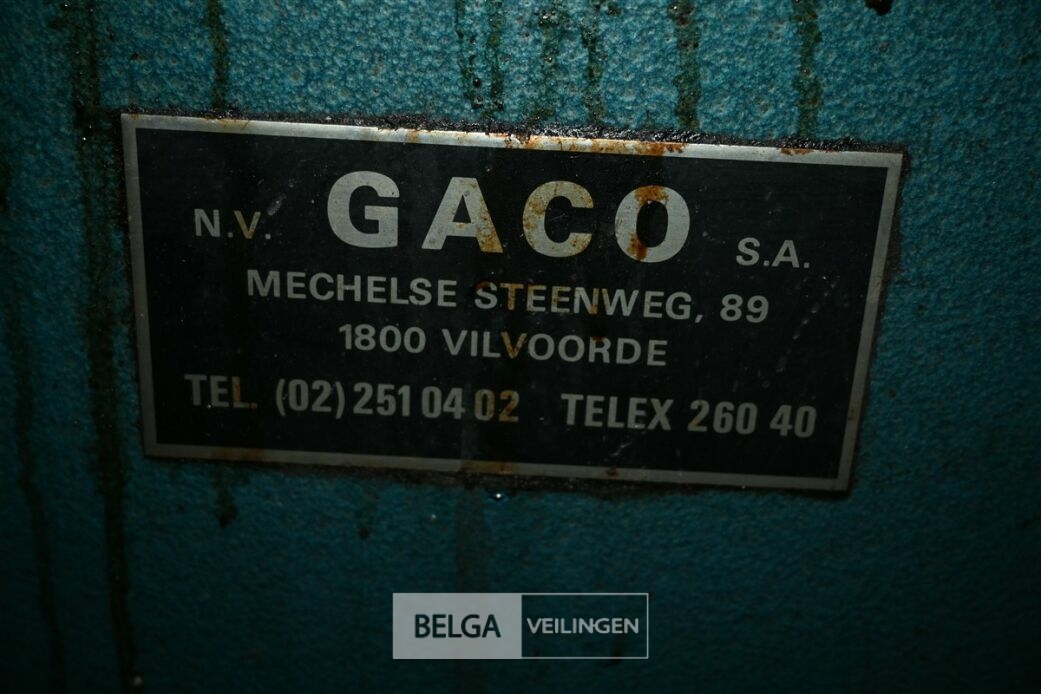 N.V. GACO S.A.
MECHELSE STEENWEG, 89
1800 VILVOORDE
TEL. (02) 251 04 02 TELEX 260 40
BELGA VEILINGEN